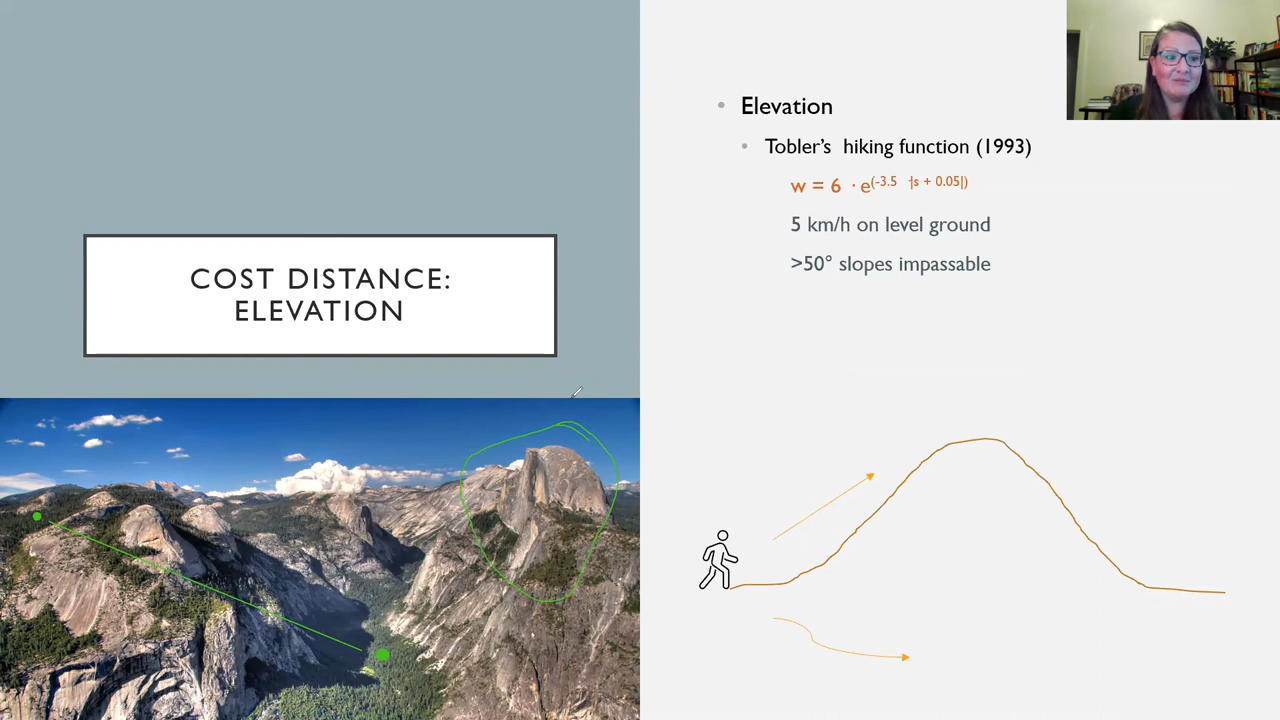 COST DISTANCE:
ELEVATION
• Elevation
• Tobler's hiking function (1993)
w = 6 · e(-3.5 ·|s + 0.05|)
5 km/h on level ground
>50° slopes impassable